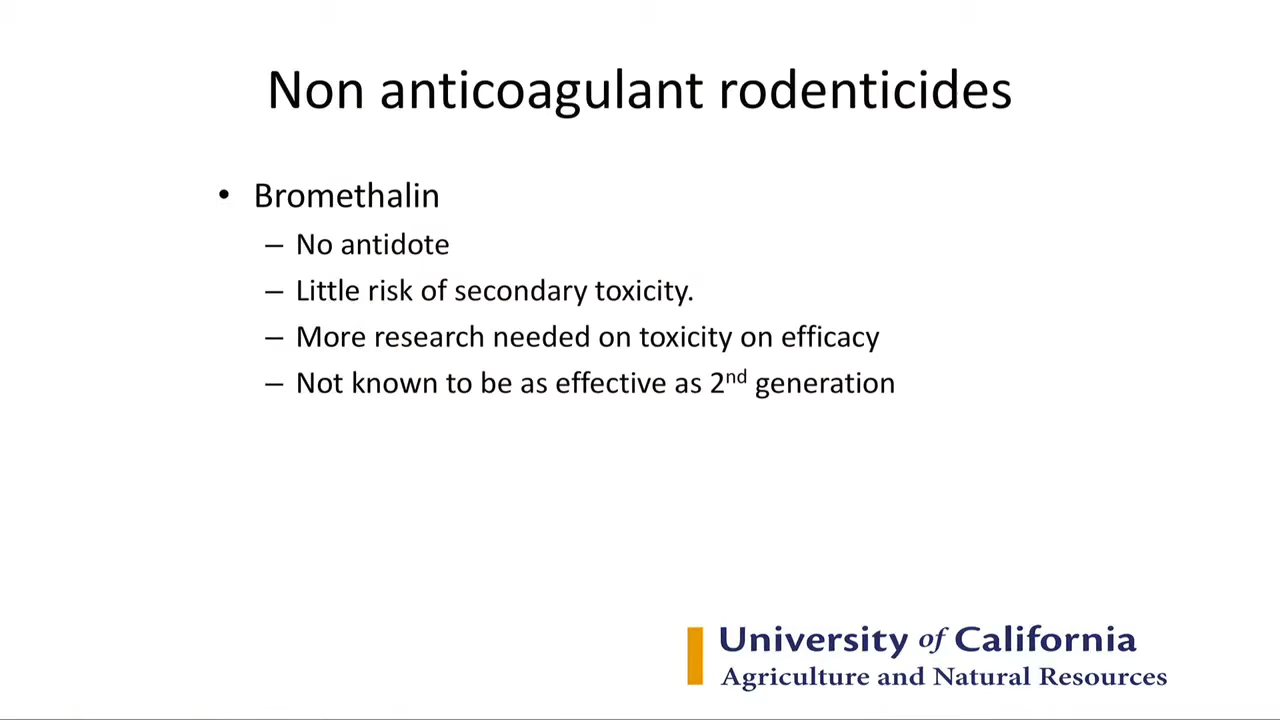 Non anticoagulant rodenticides
• Bromethalin
– No antidote
– Little risk of secondary toxicity.
– More research needed on toxicity on efficacy
– Not known to be as effective as 2nd generation
University of California
Agriculture and Natural Resources